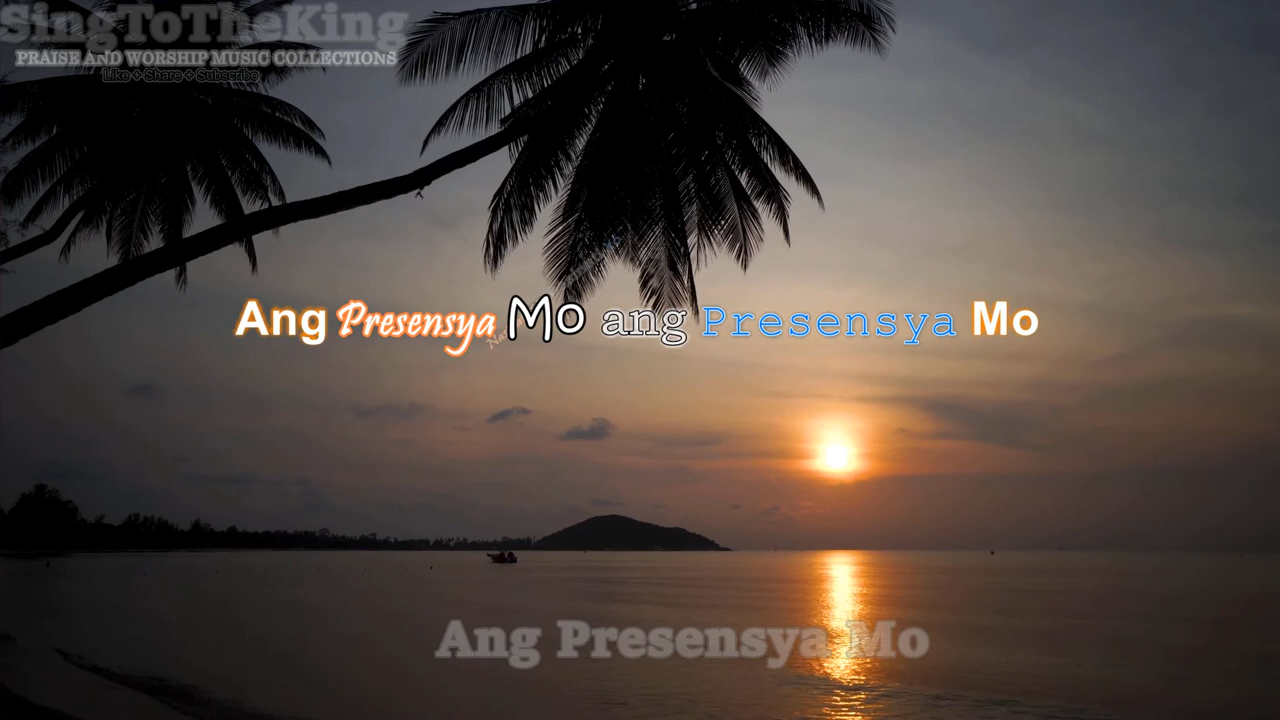 SingToTheKing
PRAISE AND WORSHIP MUSIC COLLECTIONS
Like+Share+Subscribe
Ang Presensya Mo ang Presensya Mo
Ang Presensya Mo